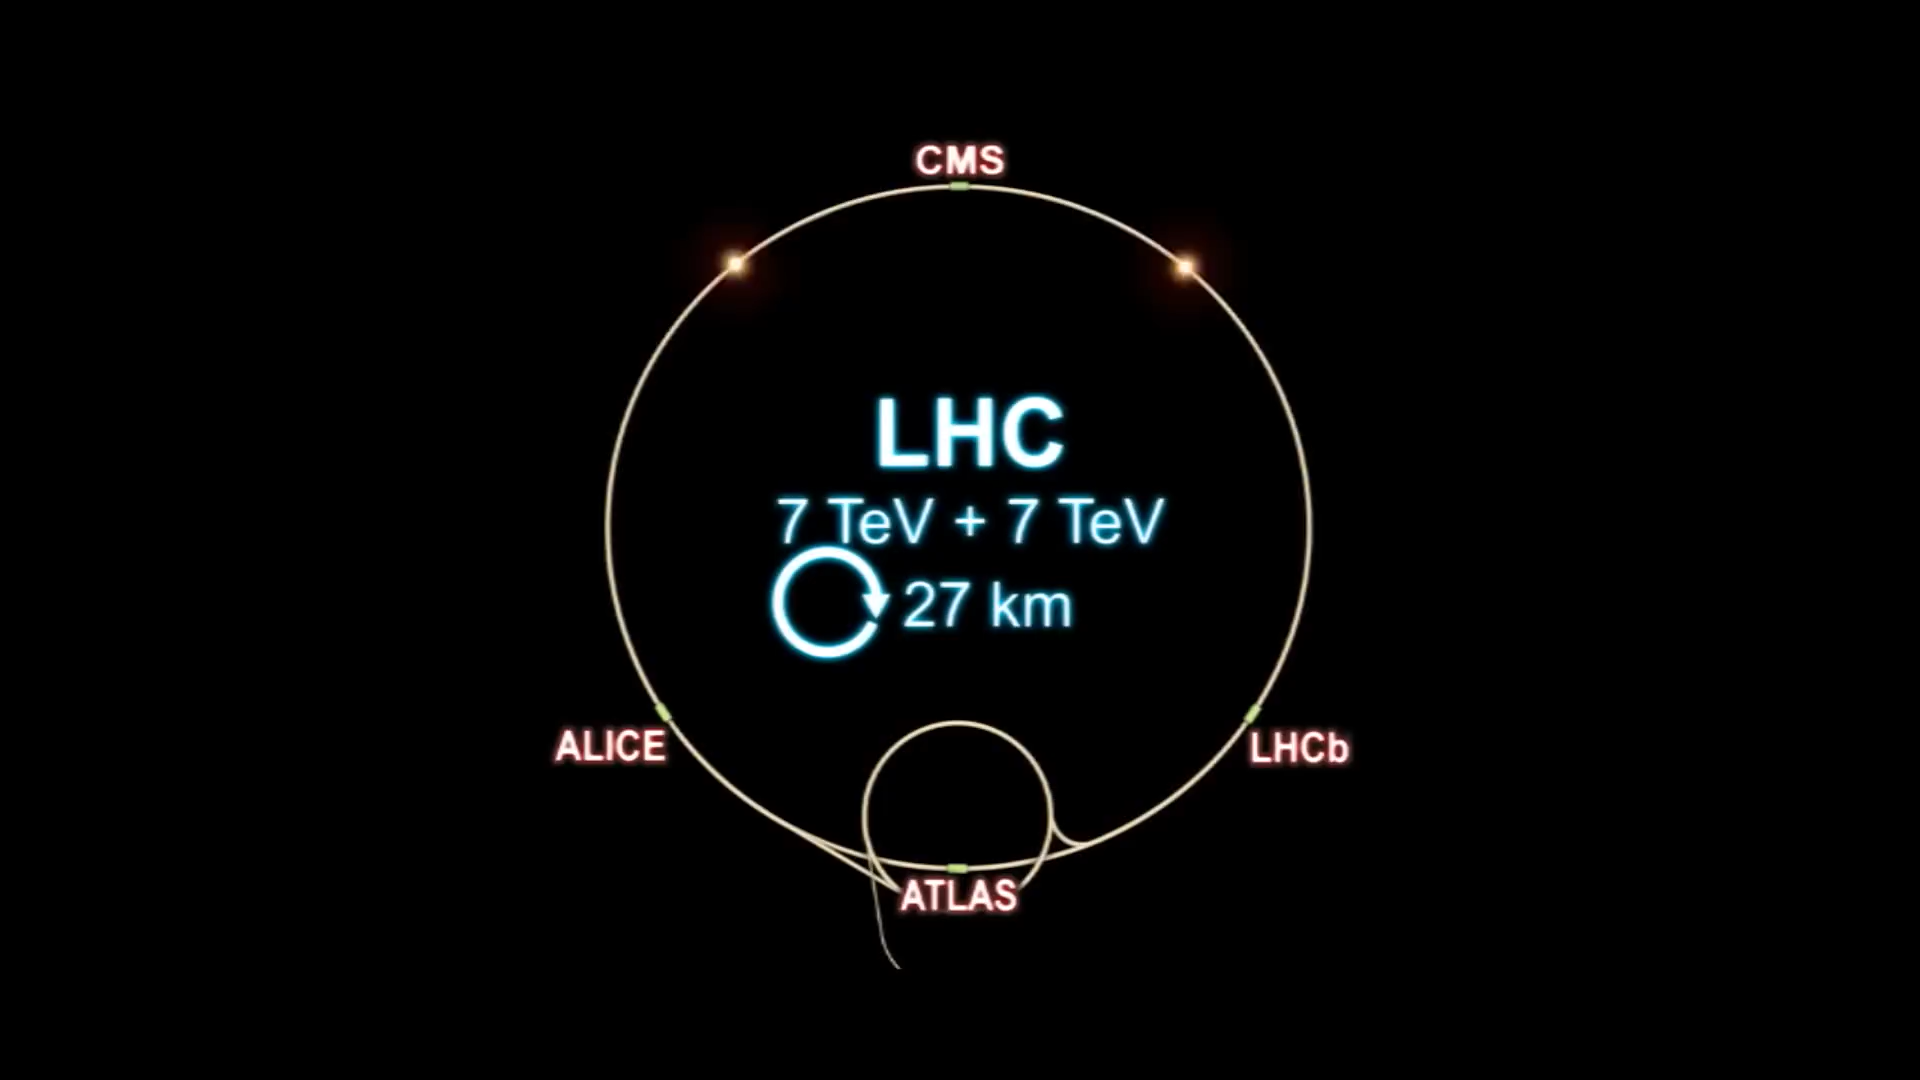 CMS
LHC
7 TeV + 7 TeV
27 km
ALICE
LHCb
ATLAS